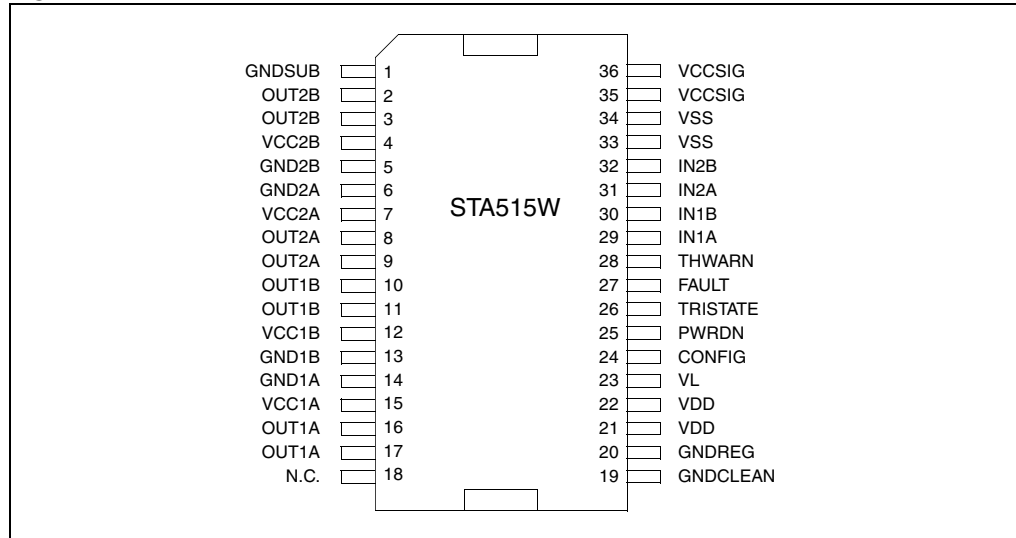 GNDSUB 1 36 VCCSIG
OUT2B 2 35 VCCSIG
OUT2B 3 34 VSS
VCC2B 4 33 VSS
GND2B 5 32 IN2B
GND2A 6 31 IN2A
VCC2A 7 STA515W 30 IN1B
OUT2A 8 29 IN1A
OUT2A 9 28 THWARN
OUT1B 10 27 FAULT
OUT1B 11 26 TRISTATE
VCC1B 12 25 PWRDN
GND1B 13 24 CONFIG
GND1A 14 23 VL
VCC1A 15 22 VDD
OUT1A 16 21 VDD
OUT1A 17 20 GNDREG
N.C. 18 19 GNDCLEAN